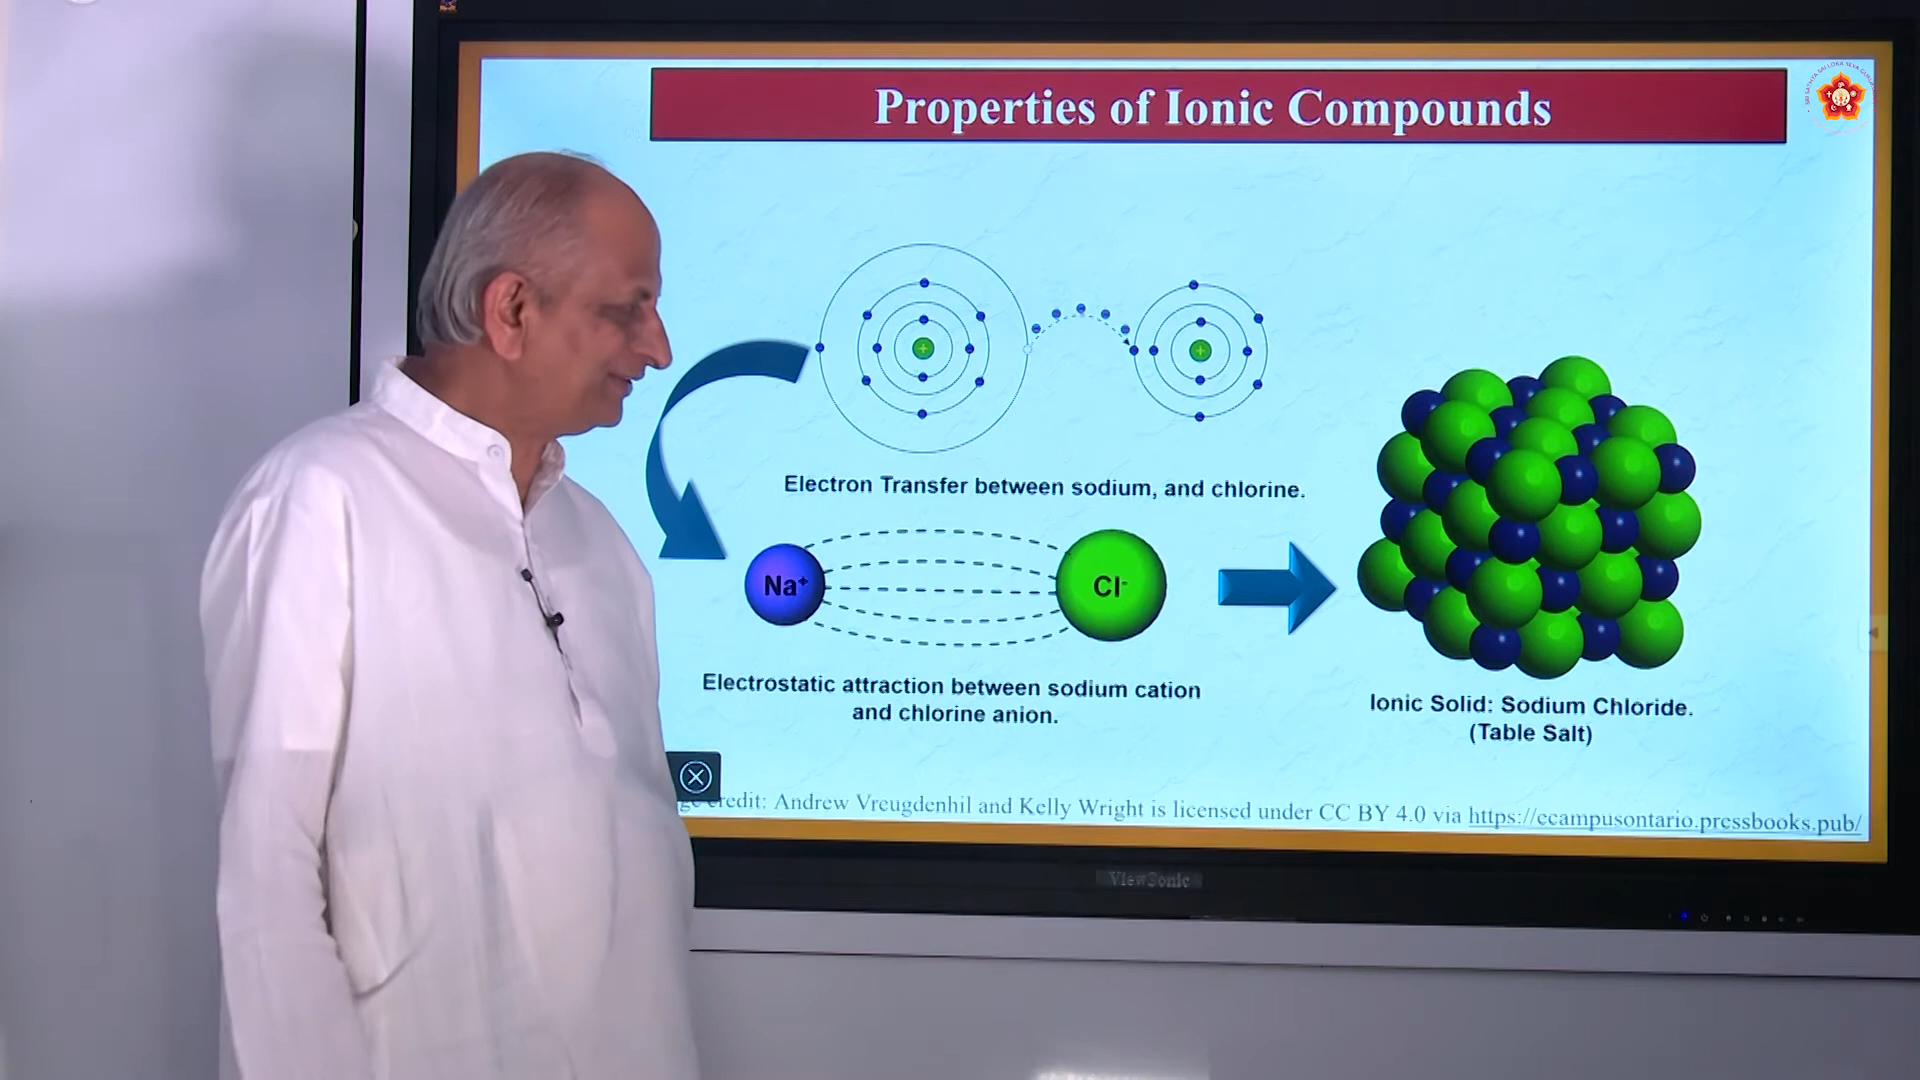 Properties of Ionic Compounds
Electron Transfer between sodium, and chlorine.
Na⁺
Cl⁻
Electrostatic attraction between sodium cation
and chlorine anion.
Ionic Solid: Sodium Chloride.
(Table Salt)
credit: Andrew Vreugdenhil and Kelly Wright is licensed under CC BY 4.0 via https://ecampusontario.pressbooks.pub/
ViewSonic